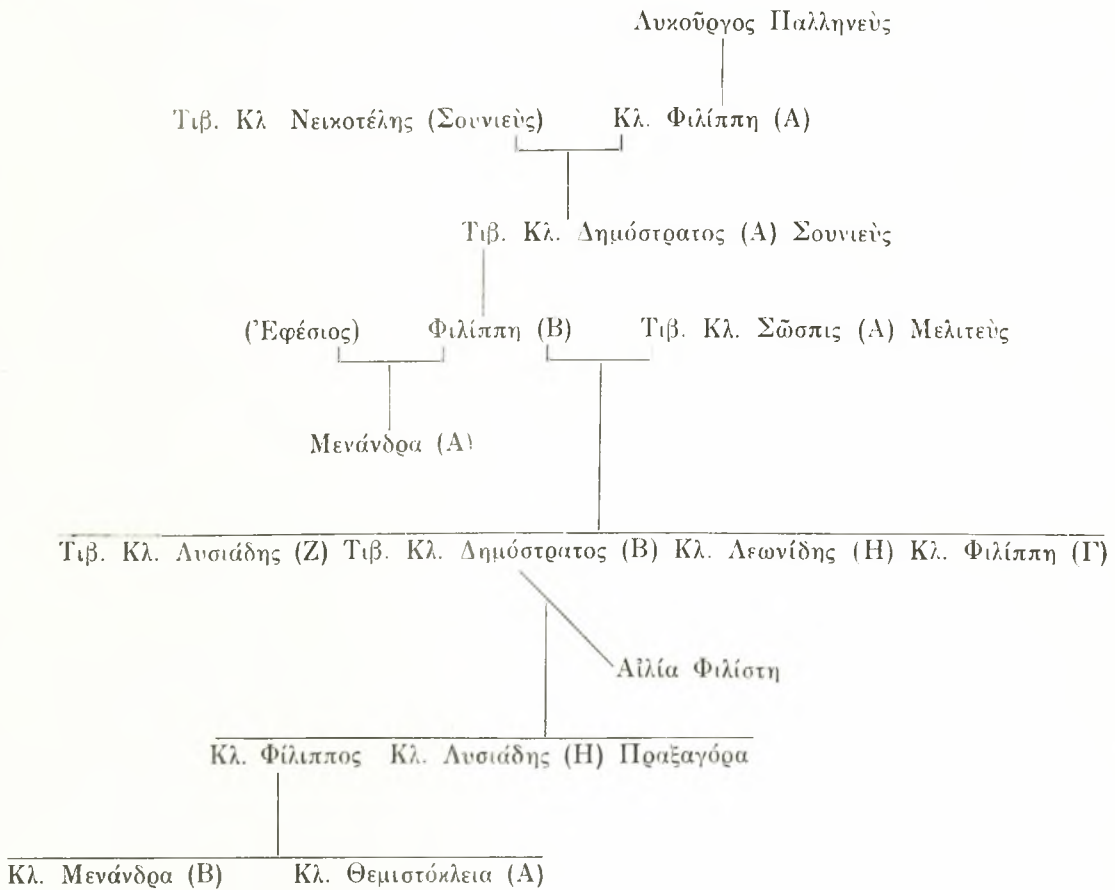 Λυκοῦργος Παλληνεὺς
Τιβ. Κλ Νεικοτέλης (Σουνιεὺς) Κλ. Φιλίππη (Α)
Τιβ. Κλ. Δημόστρατος (Α) Σουνιεὺς
(Ἐφέσιος) Φιλίππη (Β) Τιβ. Κλ. Σῶσπις (Α) Μελιτεὺς
Μενάνδρα (Α)
Τιβ. Κλ. Λυσιάδης (Ζ) Τιβ. Κλ. Δημόστρατος (Β) Κλ. Λεωνίδης (Η) Κλ. Φιλίππη (Γ)
Αἰλία Φιλίστη
Κλ. Φίλιππος Κλ. Λυσιάδης (Η) Πραξαγόρα
Κλ. Μενάνδρα (Β) Κλ. Θεμιστόκλεια (Α)